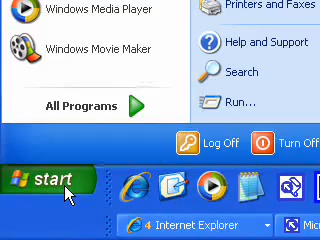 Windows Media Player
Printers and Faxes
Help and Support
Windows Movie Maker
Search
All Programs
Run...
Log Off
Turn Off
start
4 Internet Explorer